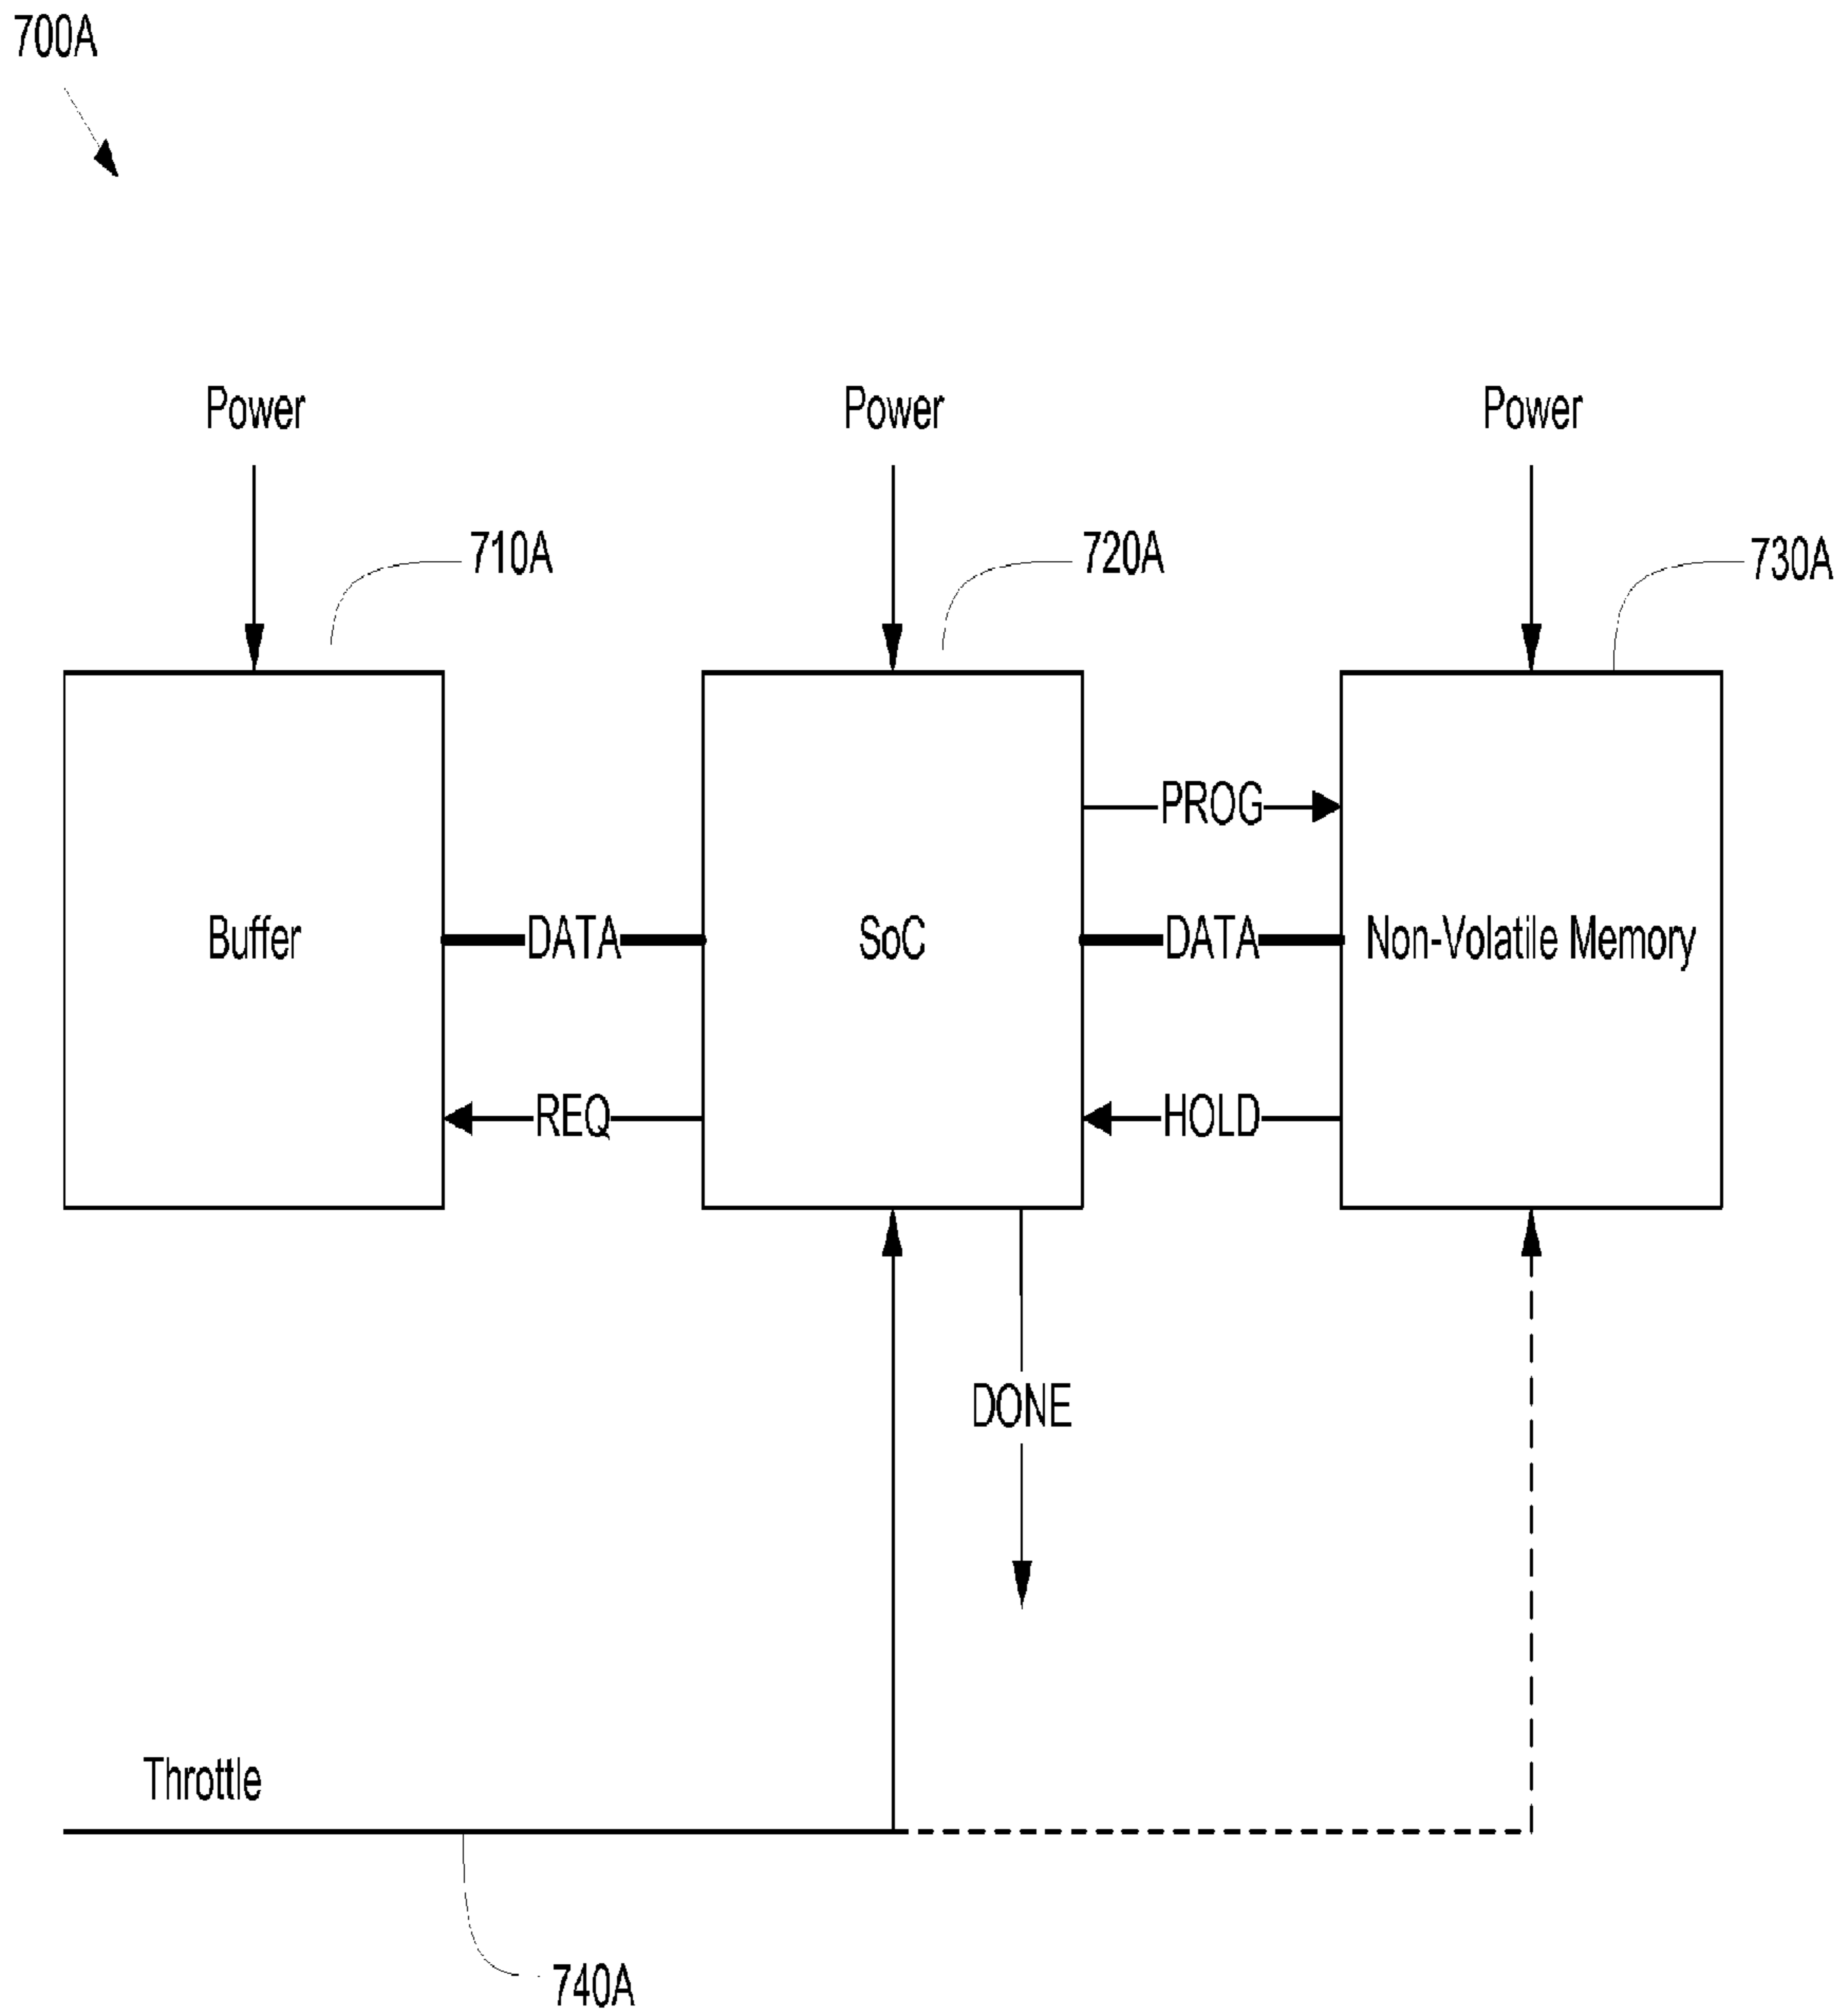 700A
Power Power Power
710A 720A 730A
PROG
Buffer DATA SoC DATA Non-Volatile Memory
REQ HOLD
DONE
Throttle
740A